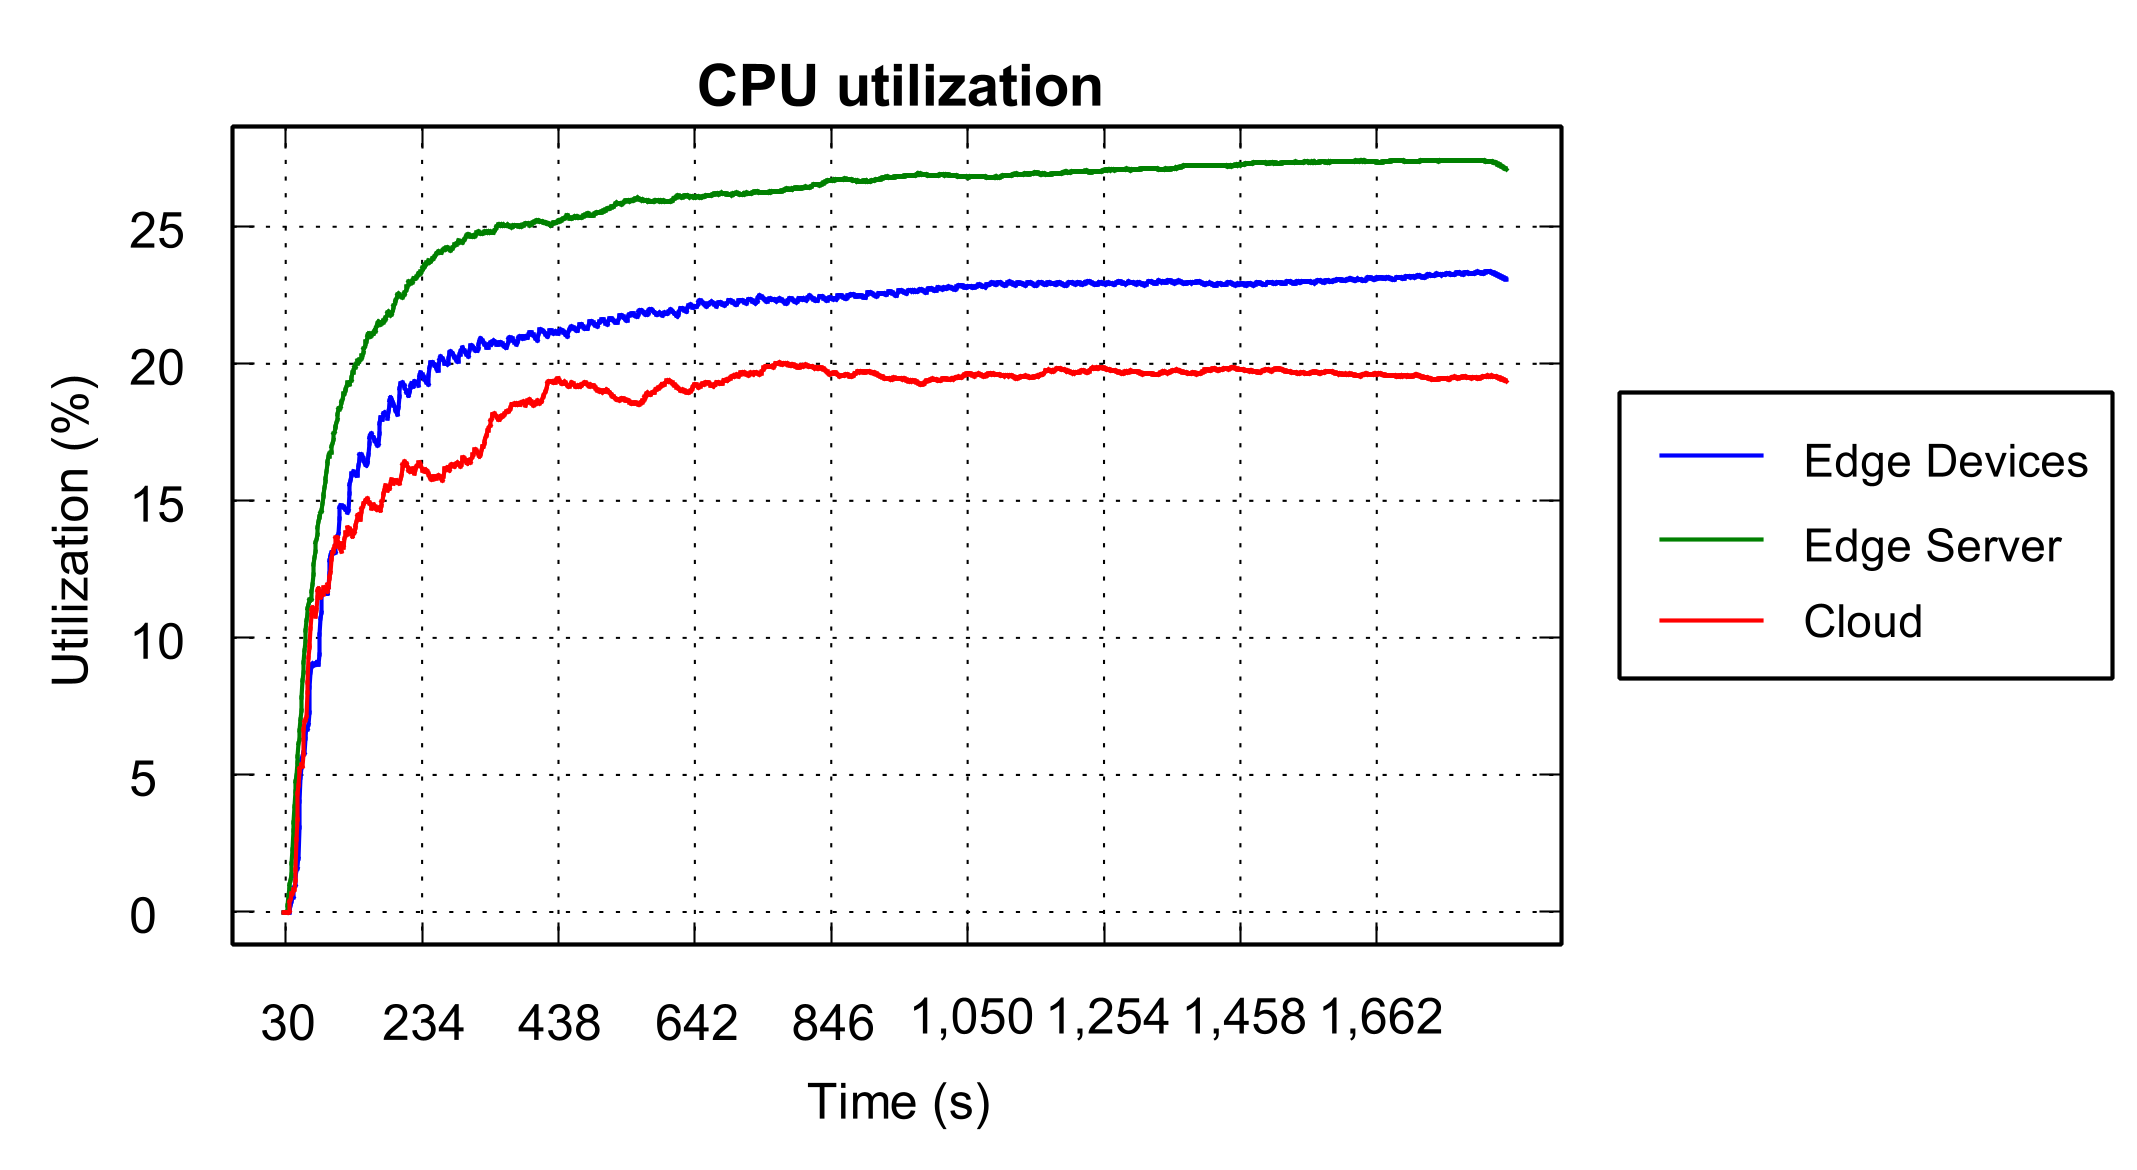 CPU utilization
Utilization (%)
25
20
15
10
5
0
30 234 438 642 846 1,050 1,254 1,458 1,662
Time (s)
Edge Devices
Edge Server
Cloud